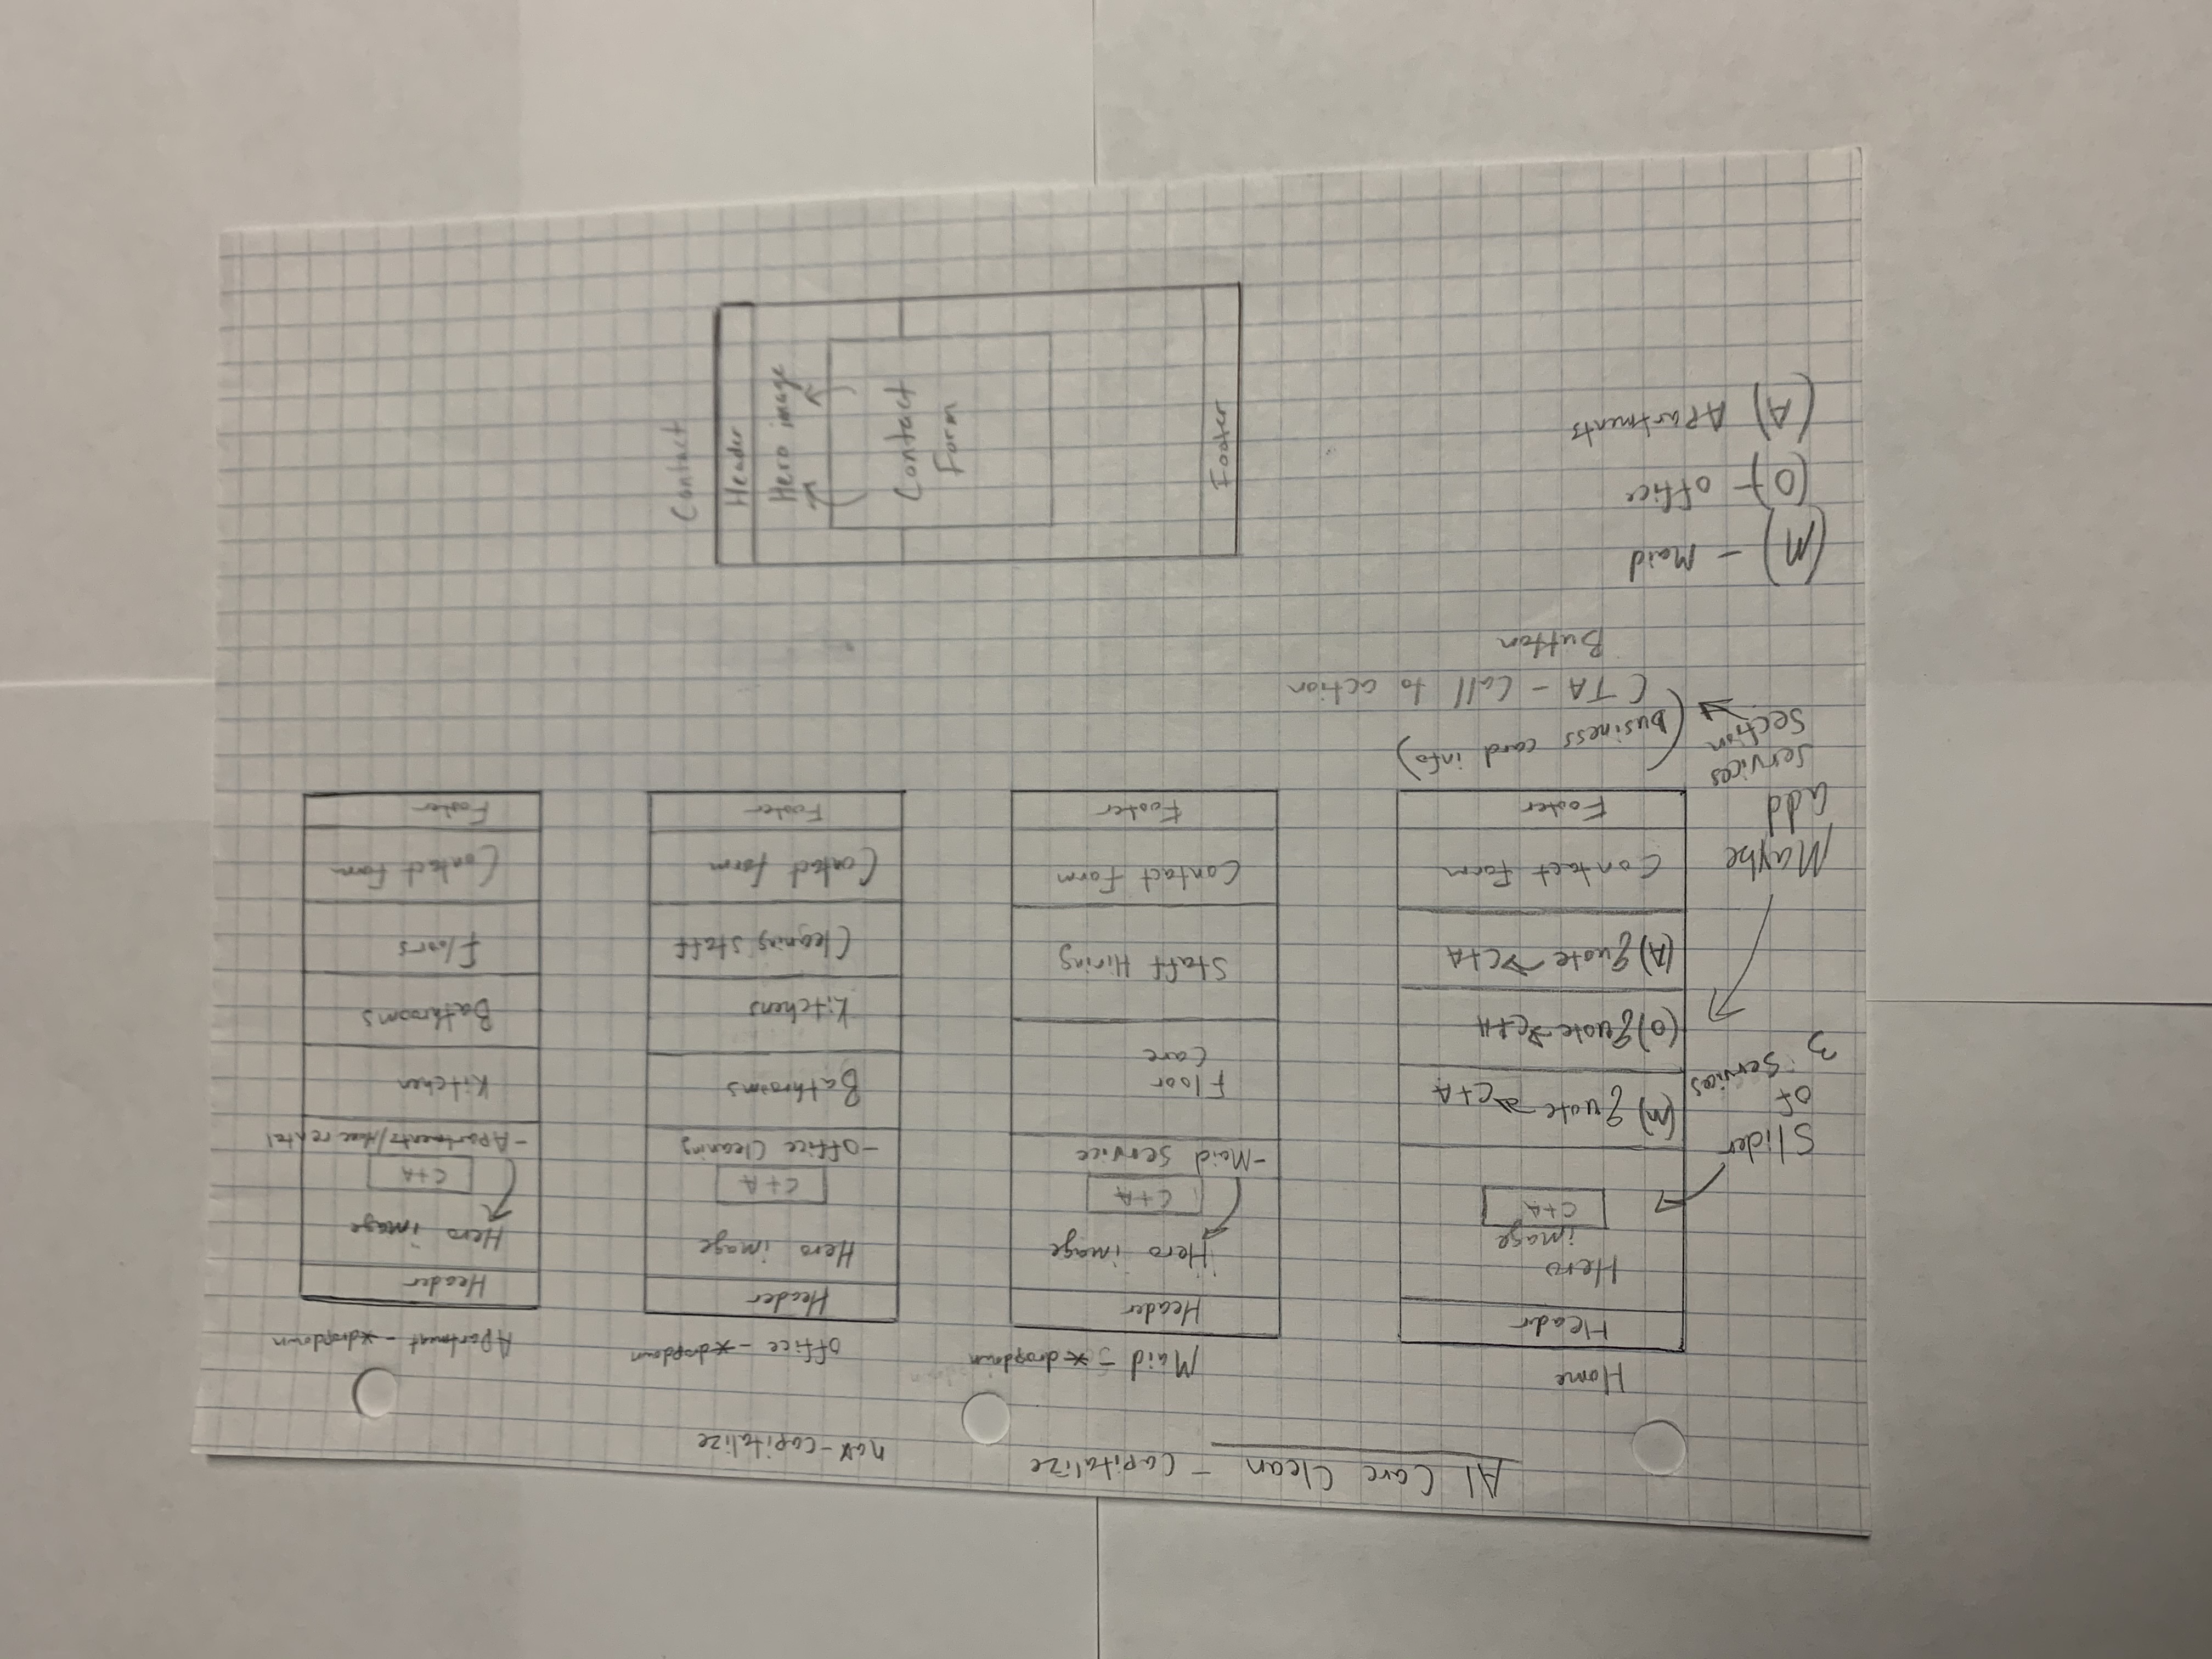 Al Care Clean - Capitalize
nax-capitalize
Home
Header
Hero
image
CTA
(M) quote → CTA
(O) quote → CTA
(A) quote → CTA
Contact Form
Footer
Slider
of
3 services
Maybe
add
services
section
(business card info)
CTA - Call to action
Button
(M) - Maid
(O) - office
(A) Apartments
Maid - * dropdown
Header
Hero image
CTA
- Maid Service
Floor
Care
Staff Hiring
Contact Form
Footer
office - * dropdown
Header
Hero image
CTA
- Office Cleaning
Bathrooms
Kitchens
Cleaning staff
Contact form
Footer
Apartment - * dropdown
Header
Hero image
CTA
- Apartments/ rental
Kitchen
Bathrooms
Floors
Contact form
Footer
Contact
Header
Hero image
Contact
Form
Footer